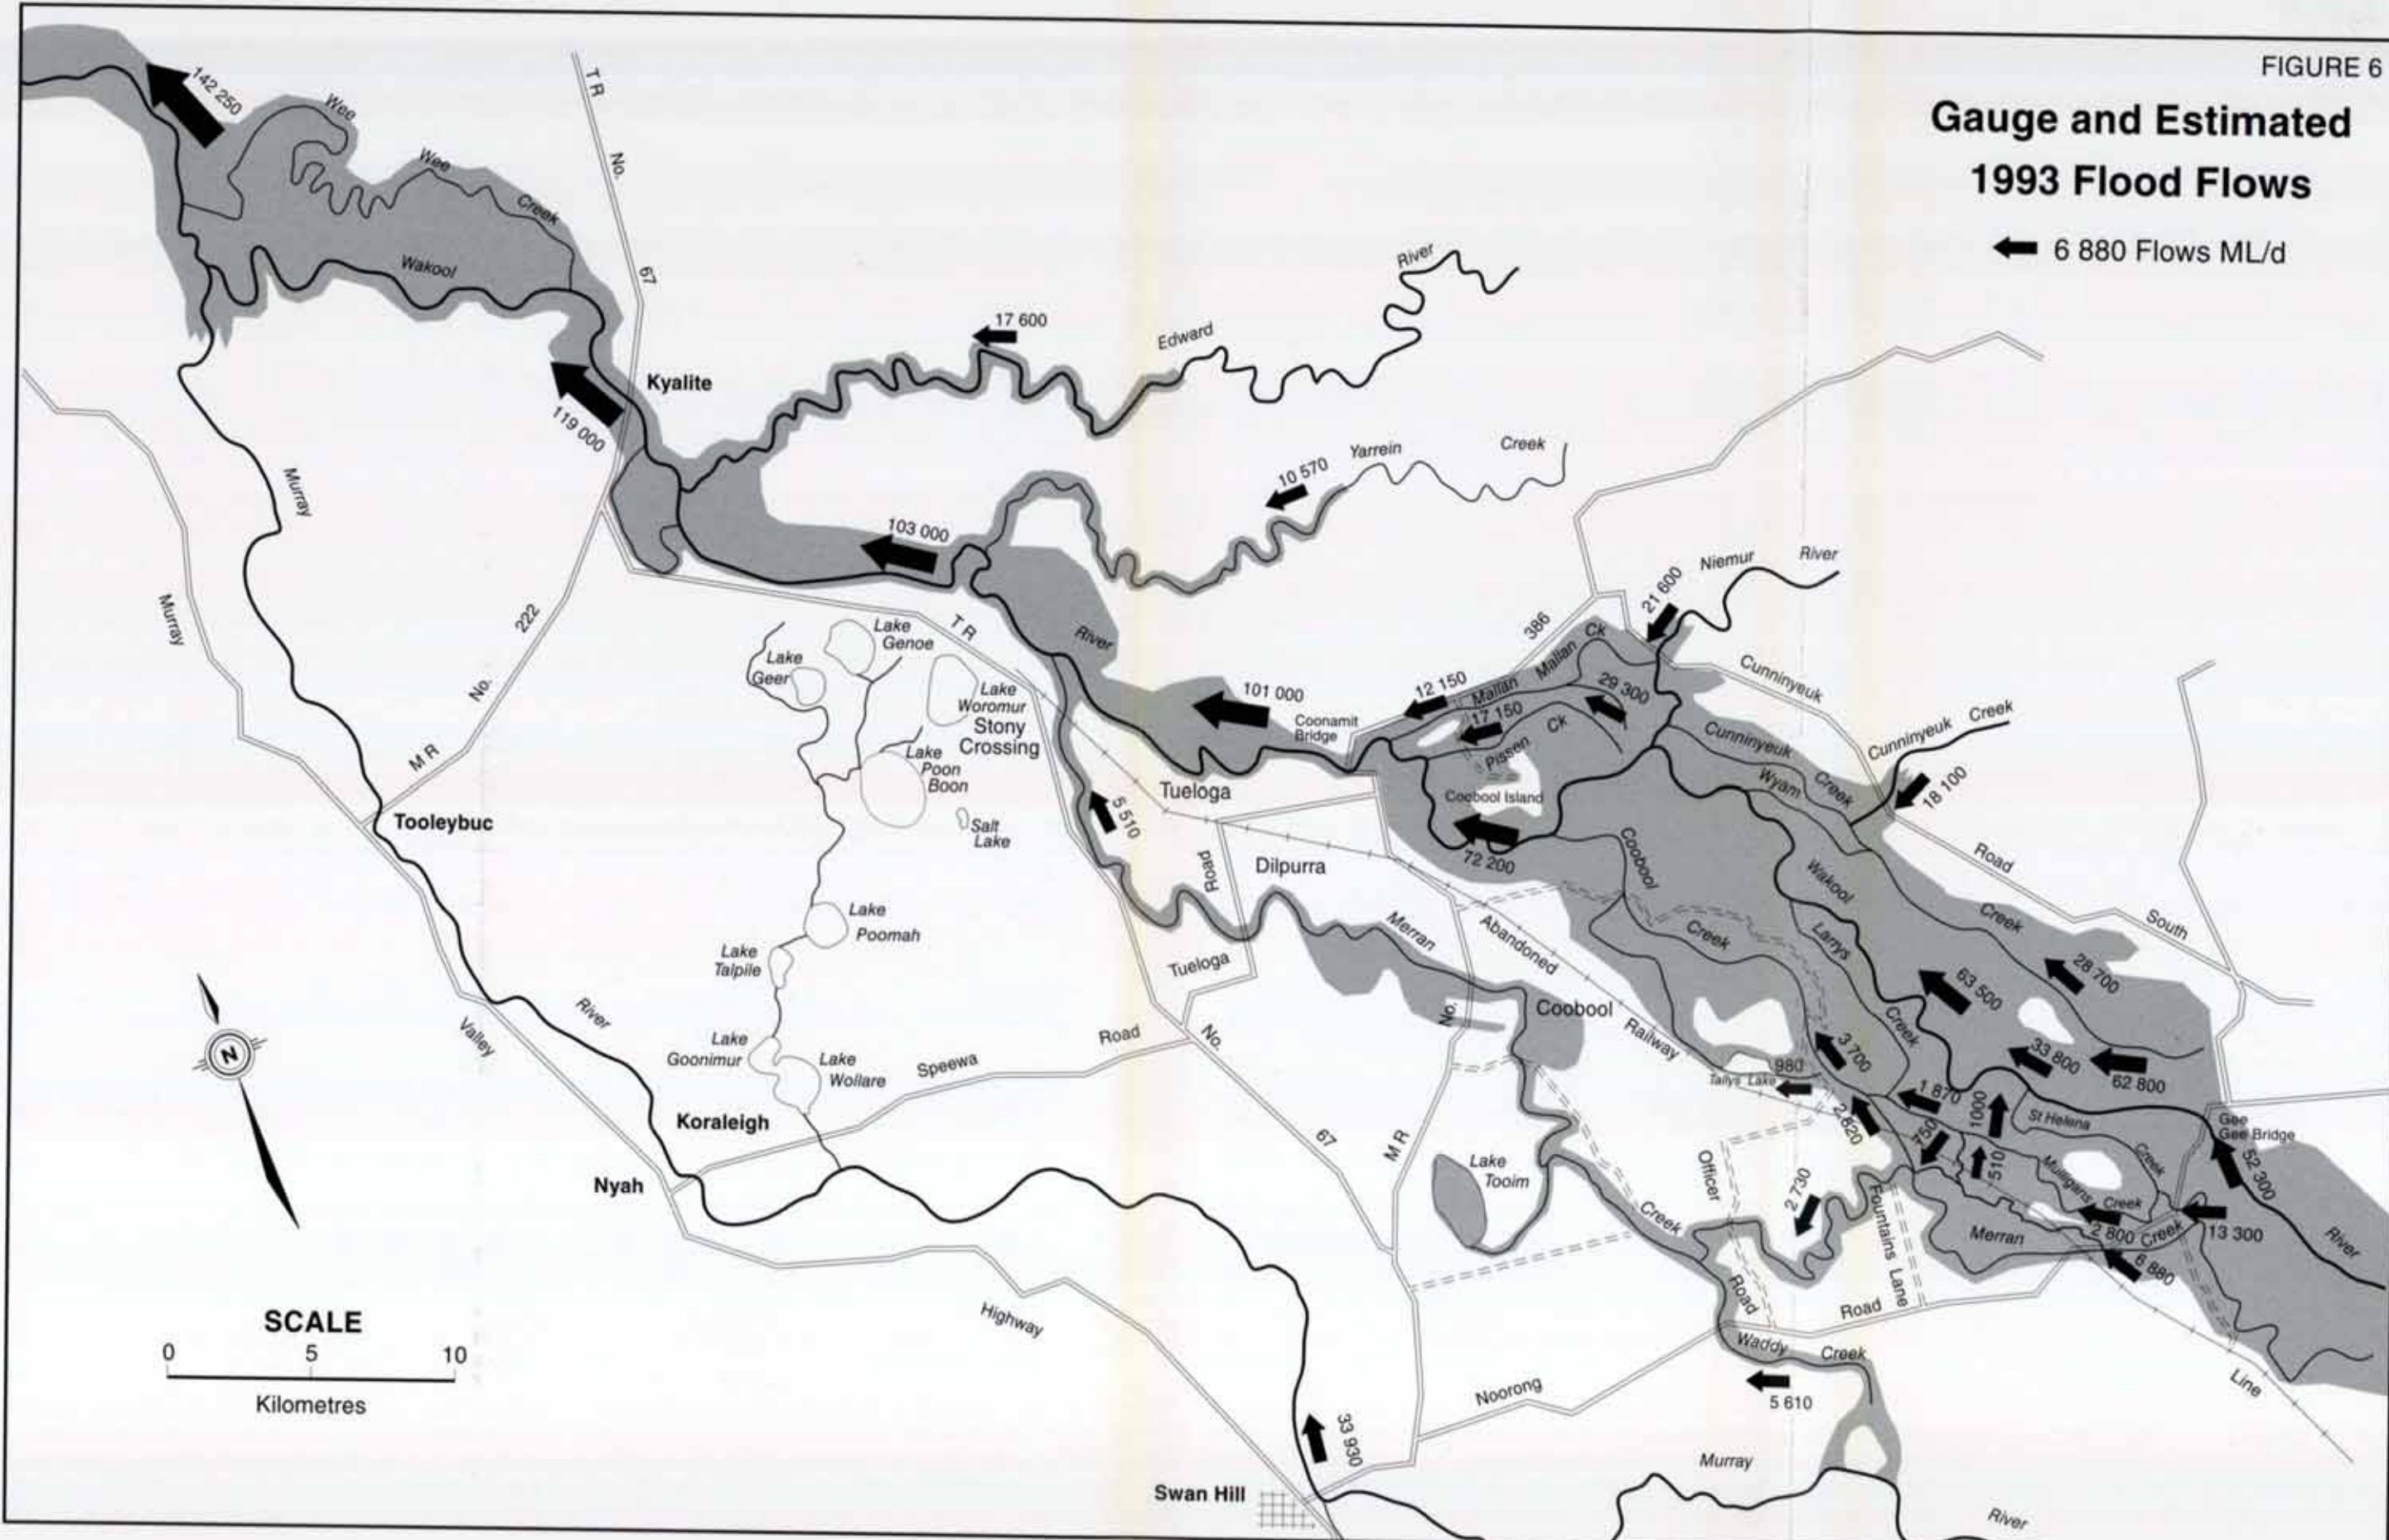 FIGURE 6
Gauge and Estimated
1993 Flood Flows
6 880 Flows ML/d
142 250
Wee
Wee
Creek
T R
No.
67
Wakool
River
17 600
Edward
Kyalite
119 000
Yarrein
Creek
10 570
Murray
103 000
Niemur
River
21 600
Murray
222
No.
M R
T R
River
386
Mallan
Ck
Mallan
Cunninyeuk
Lake
Genoe
Lake
Geer
Lake
Woromur
Stony
Crossing
101 000
Coonamit
Bridge
12 150
17 150
29 300
Pissen
Ck
Cunninyeuk
Creek
Cunninyeuk
Creek
Wyam
18 100
Lake
Poon
Boon
Tueloga
Coobool Island
Salt
Lake
5 510
72 200
Tooleybuc
Road
Dilpurra
Coobool
Wakool
Road
Creek
South
Lake
Poomah
Merran
Abandoned
Creek
Larrys
Lake
Talpile
Tueloga
63 500
28 700
N
River
Valley
Coobool
No.
Railway
Creek
Road
No.
Speewa
Lake
Goonimur
Lake
Wollare
3 700
33 800
62 800
980
Tallys Lake
1 870
1000
St Helena
Gee
Gee Bridge
Koraleigh
67
M R
2 820
750
510
Mulligans
Creek
Creek
52 300
Nyah
Lake
Tooim
Officer
2 730
Creek
Fountains Lane
Merran
2 800
Creek
13 300
River
6 880
SCALE
0 5 10
Kilometres
Highway
Road
Road
Waddy
Creek
Line
Noorong
5 610
33 930
Murray
Swan Hill
River